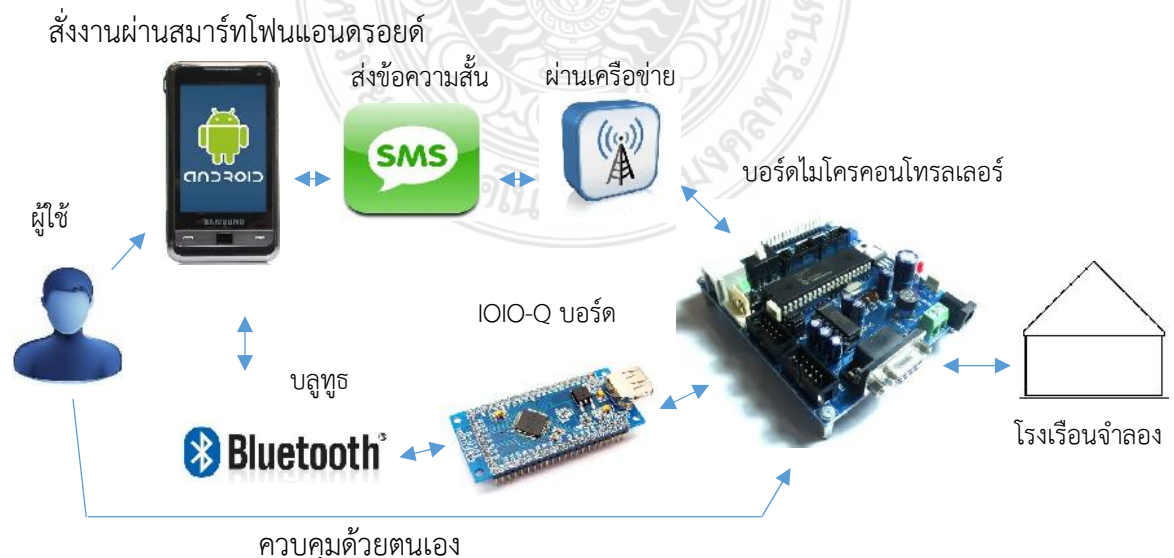 สั่งงานผ่านสมาร์ทโฟนแอนดรอยด์
ส่งข้อความสั้น
ผ่านเครือข่าย
SMS
ANDROID
SAMSUNG
บอร์ดไมโครคอนโทรลเลอร์
ผู้ใช้
IOIO-Q บอร์ด
บลูทูธ
Bluetooth
โรงเรือนจำลอง
ควบคุมด้วยตนเอง